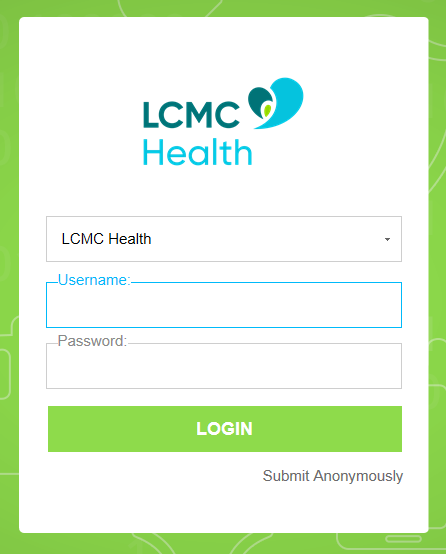 LCMC
Health
LCMC Health
Username:
Password:
LOGIN
Submit Anonymously